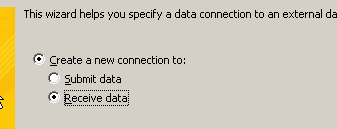 This wizard helps you specify a data connection to an external da
Create a new connection to:
Submit data
Receive data